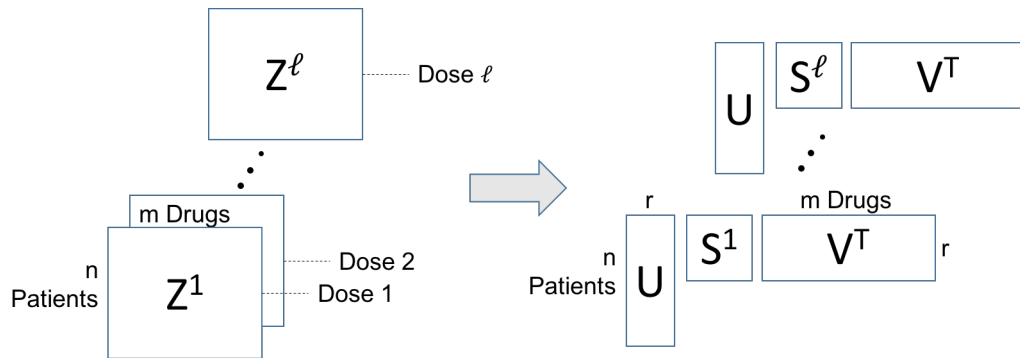 Zℓ
Dose ℓ
m Drugs
n
Patients
Z1
Dose 2
Dose 1
U
Sℓ
VT
r
m Drugs
n
Patients
U
S1
VT
r